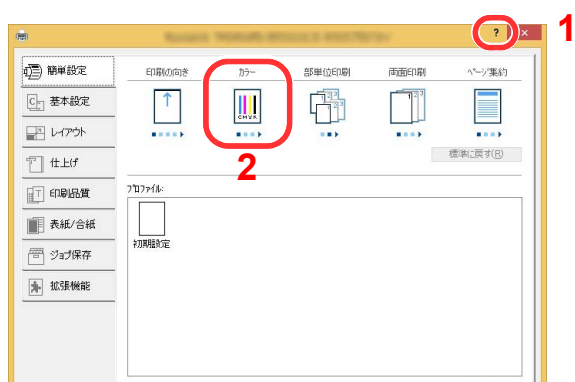 ? × 1
簡単設定
基本設定
レイアウト
仕上げ
印刷品質
表紙/合紙
ジョブ保存
拡張機能
印刷の向き カラー 部単位印刷 両面印刷 ページ集約
CMYK
2
標準に戻す(R)
プロファイル:
初期設定